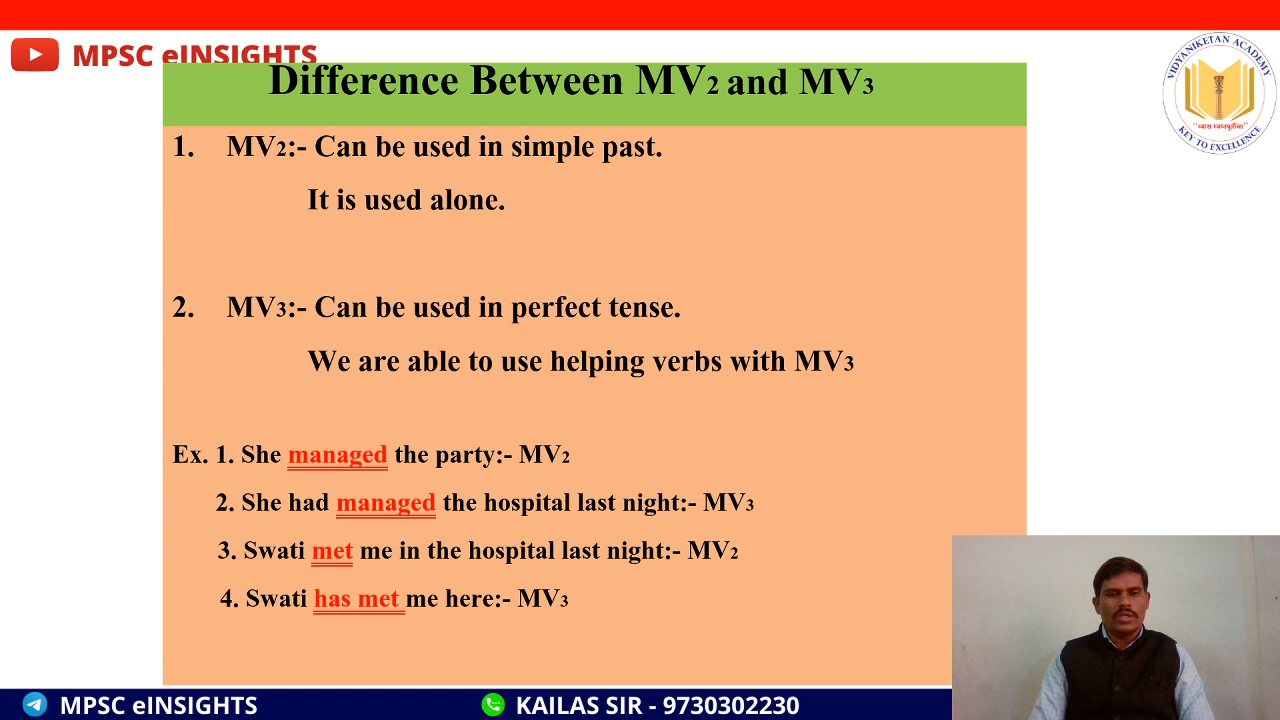 MPSC eINSIGHTS
VIDYANIKETAN ACADEMY
"ध्यास स्वप्नपूर्तीचा"
KEY TO EXCELLENCE
Difference Between MV2 and MV3
1. MV2:- Can be used in simple past.
It is used alone.
2. MV3:- Can be used in perfect tense.
We are able to use helping verbs with MV3
Ex. 1. She managed the party:- MV2
2. She had managed the hospital last night:- MV3
3. Swati met me in the hospital last night:- MV2
4. Swati has met me here:- MV3
MPSC eINSIGHTS
KAILAS SIR - 9730302230